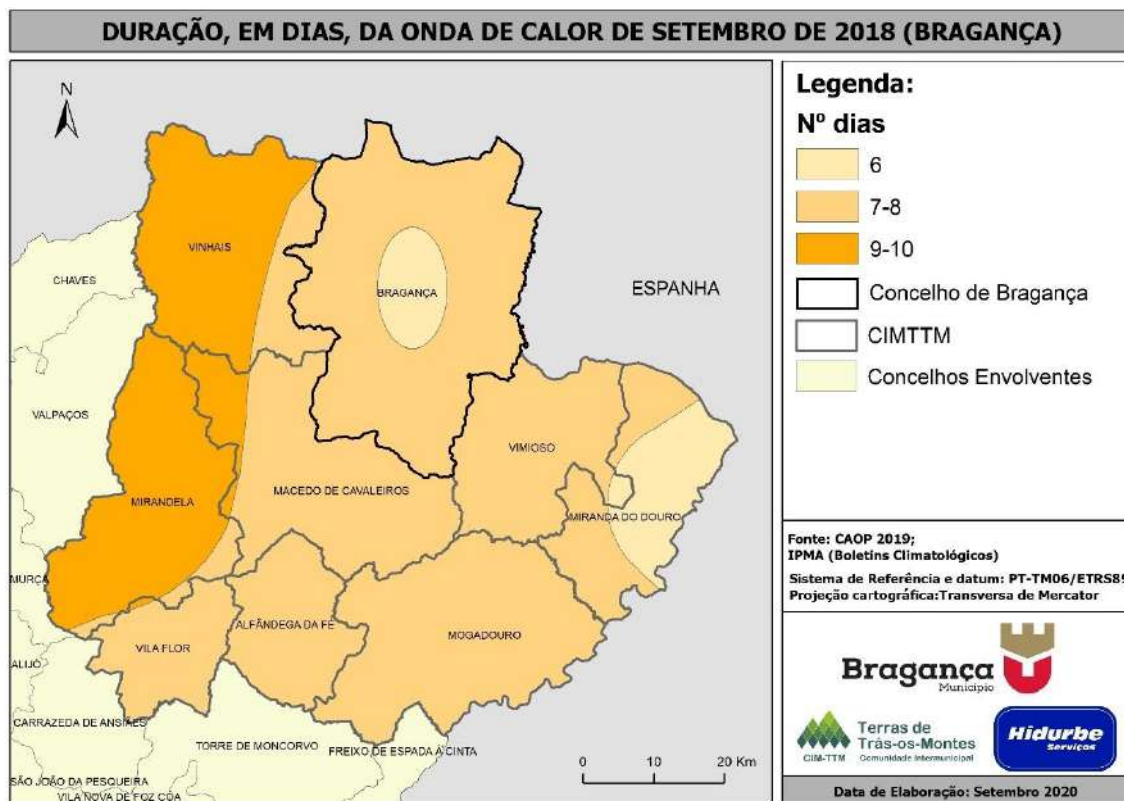 DURAÇÃO, EM DIAS, DA ONDA DE CALOR DE SETEMBRO DE 2018 (BRAGANÇA)
N
VINHAIS
CHAVES
BRAGANÇA
ESPANHA
VALPAÇOS
VIMIOSO
MIRANDELA
MACEDO DE CAVALEIROS
MIRANDA DO DOURO
MURÇA
ALFÂNDEGA DA FÉ
MOGADOURO
VILA FLOR
ALIJÓ
CARRAZEDA DE ANSIÃES
TORRE DE MONCORVO
FREIXO DE ESPADA À CINTA
SÃO JOÃO DA PESQUEIRA
VILA NOVA DE FOZ CÔA
0 10 20 Km
Legenda:
Nº dias
6
7-8
9-10
Concelho de Bragança
CIMTTM
Concelhos Envolventes
Fonte: CAOP 2019;
IPMA (Boletins Climatológicos)
Sistema de Referência e datum: PT-TM06/ETRS89
Projeção cartográfica:Transversa de Mercator
Bragança
Município
CIM-TTM
Terras de
Trás-os-Montes
Comunidade Intermunicipal
Hidurbe
Serviços
Data de Elaboração: Setembro 2020